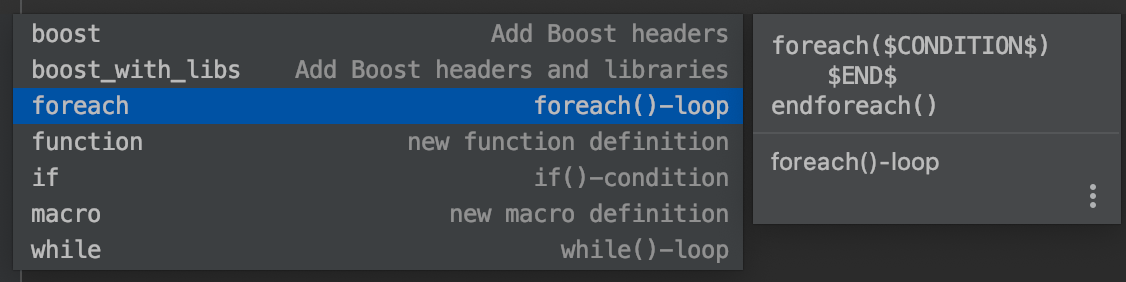 boost Add Boost headers
boost_with_libs Add Boost headers and libraries
foreach foreach()-loop
function new function definition
if if()-condition
macro new macro definition
while while()-loop
foreach($CONDITION$)
    $END$
endforeach()
foreach()-loop